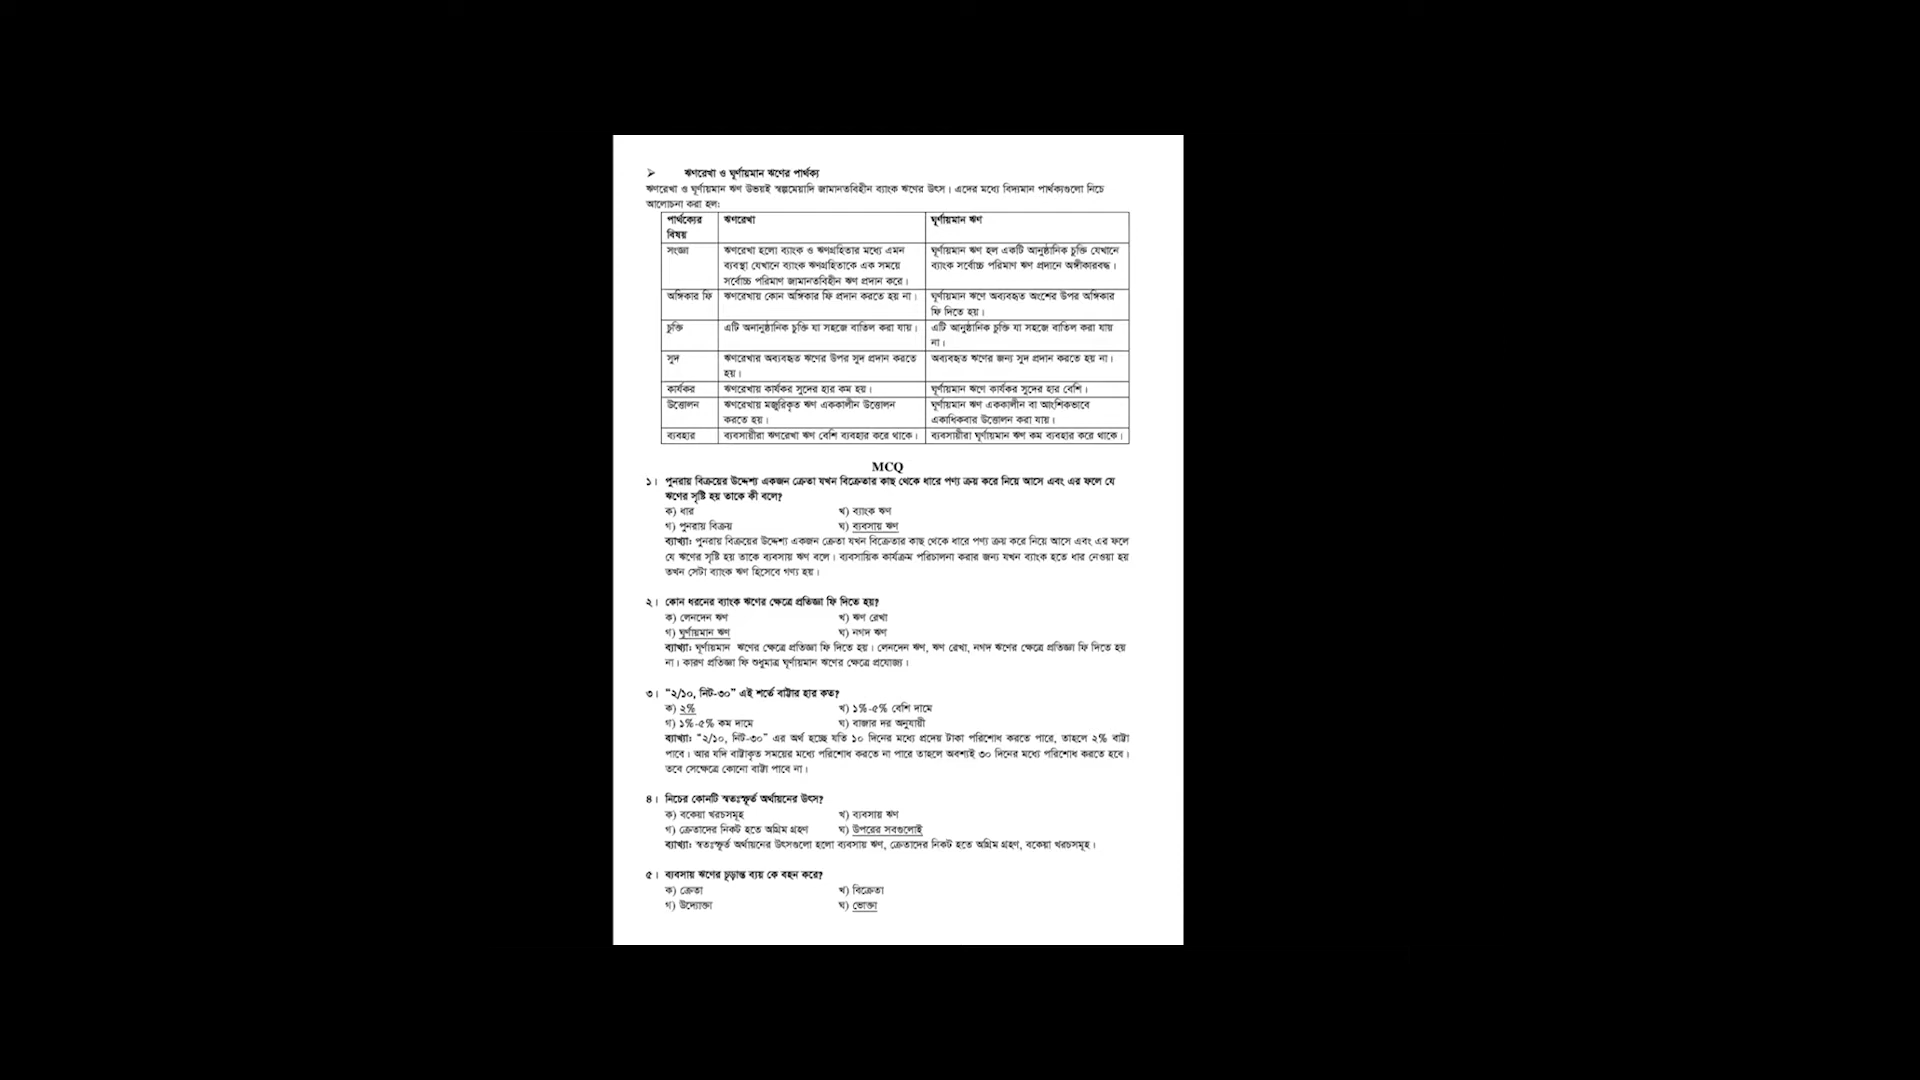 ➢ ঋণরেখা ও ঘূর্ণায়মান ঋণের পার্থক্য
ঋণরেখা ও ঘূর্ণায়মান ঋণ উভয়ই স্বল্পমেয়াদি জামানতবিহীন ব্যাংক ঋণের উৎস। এদের মধ্যে বিদ্যমান পার্থক্যগুলো নিচে
আলোচনা করা হল:
পার্থক্যের বিষয় ঋণরেখা ঘূর্ণায়মান ঋণ
সংজ্ঞা
ঋণরেখা হলো ব্যাংক ও ঋণগ্রহিতার মধ্যে এমন
ব্যবস্থা যেখানে ব্যাংক ঋণগ্রহিতাকে এক সময়ে
সর্বোচ্চ পরিমাণ জামানতবিহীন ঋণ প্রদান করে।
ঘূর্ণায়মান ঋণ হল একটি আনুষ্ঠানিক চুক্তি যেখানে
ব্যাংক সর্বোচ্চ পরিমাণ ঋণ প্রদানে অঙ্গীকারবদ্ধ।
অঙ্গিকার ফি
ঋণরেখায় কোন অঙ্গিকার ফি প্রদান করতে হয় না।
ঘূর্ণায়মান ঋণে অব্যবহৃত অংশের উপর অঙ্গিকার
ফি দিতে হয়।
চুক্তি
এটি অনানুষ্ঠানিক চুক্তি যা সহজে বাতিল করা যায়।
এটি আনুষ্ঠানিক চুক্তি যা সহজে বাতিল করা যায়
না।
সুদ
ঋণরেখার অব্যবহৃত ঋণের উপর সুদ প্রদান করতে
হয়।
অব্যবহৃত ঋণের জন্য সুদ প্রদান করতে হয় না।
কার্যকর
ঋণরেখায় কার্যকর সুদের হার কম হয়।
ঘূর্ণায়মান ঋণে কার্যকর সুদের হার বেশি।
উত্তোলন
ঋণরেখায় মজুরিকৃত ঋণ এককালীন উত্তোলন
করতে হয়।
ঘূর্ণায়মান ঋণ এককালীন বা আংশিকভাবে
একাধিকবার উত্তোলন করা যায়।
ব্যবহার
ব্যবসায়ীরা ঋণরেখা ঋণ বেশি ব্যবহার করে থাকে।
ব্যবসায়ীরা ঘূর্ণায়মান ঋণ কম ব্যবহার করে থাকে।
MCQ
১। পুনরায় বিক্রয়ের উদ্দেশ্য একজন ক্রেতা যখন বিক্রেতার কাছ থেকে ধারে পণ্য ক্রয় করে নিয়ে আসে এবং এর ফলে যে
ঋণের সৃষ্টি হয় তাকে কী বলে?
ক) ধার খ) ব্যাংক ঋণ
গ) পুনরায় বিক্রয় ঘ) ব্যবসায় ঋণ
ব্যাখ্যা: পুনরায় বিক্রয়ের উদ্দেশ্য একজন ক্রেতা যখন বিক্রেতার কাছ থেকে ধারে পণ্য ক্রয় করে নিয়ে আসে এবং এর ফলে
যে ঋণের সৃষ্টি হয় তাকে ব্যবসায় ঋণ বলে। ব্যবসায়িক কার্যক্রম পরিচালনা করার জন্য যখন ব্যাংক হতে ধার নেওয়া হয়
তখন সেটা ব্যাংক ঋণ হিসেবে গণ্য হয়।
২। কোন ধরনের ব্যাংক ঋণের ক্ষেত্রে প্রতিজ্ঞা ফি দিতে হয়?
ক) লেনদেন ঋণ খ) ঋণ রেখা
গ) ঘূর্ণায়মান ঋণ ঘ) নগদ ঋণ
ব্যাখ্যা: ঘূর্ণায়মান ঋণের ক্ষেত্রে প্রতিজ্ঞা ফি দিতে হয়। লেনদেন ঋণ, ঋণ রেখা, নগদ ঋণের ক্ষেত্রে প্রতিজ্ঞা ফি দিতে হয়
না। কারণ প্রতিজ্ঞা ফি শুধুমাত্র ঘূর্ণায়মান ঋণের ক্ষেত্রে প্রযোজ্য।
৩। “২/১০, নিট-৩০” এই শর্তে বাট্টার হার কত?
ক) ২% খ) ১%-৫% বেশি দামে
গ) ১%-৫% কম দামে ঘ) বাজার দর অনুযায়ী
ব্যাখ্যা: “২/১০, নিট-৩০” এর অর্থ হচ্ছে যতি ১০ দিনের মধ্যে প্রদেয় টাকা পরিশোধ করতে পারে, তাহলে ২% বাট্টা
পাবে। আর যদি বাট্টাকৃত সময়ের মধ্যে পরিশোধ করতে না পারে তাহলে অবশ্যই ৩০ দিনের মধ্যে পরিশোধ করতে হবে।
তবে সেক্ষেত্রে কোনো বাট্টা পাবে না।
৪। নিচের কোনটি স্বতঃস্ফূর্ত অর্থায়নের উৎস?
ক) বকেয়া খরচসমূহ খ) ব্যবসায় ঋণ
গ) ক্রেতাদের নিকট হতে অগ্রিম গ্রহণ ঘ) উপরের সবগুলোই
ব্যাখ্যা: স্বতঃস্ফূর্ত অর্থায়নের উৎসগুলো হলো ব্যবসায় ঋণ, ক্রেতাদের নিকট হতে অগ্রিম গ্রহণ, বকেয়া খরচসমূহ।
৫। ব্যবসায় ঋণের চূড়ান্ত ব্যয় কে বহন করে?
ক) ক্রেতা খ) বিক্রেতা
গ) উদ্যোক্তা ঘ) ভোক্তা